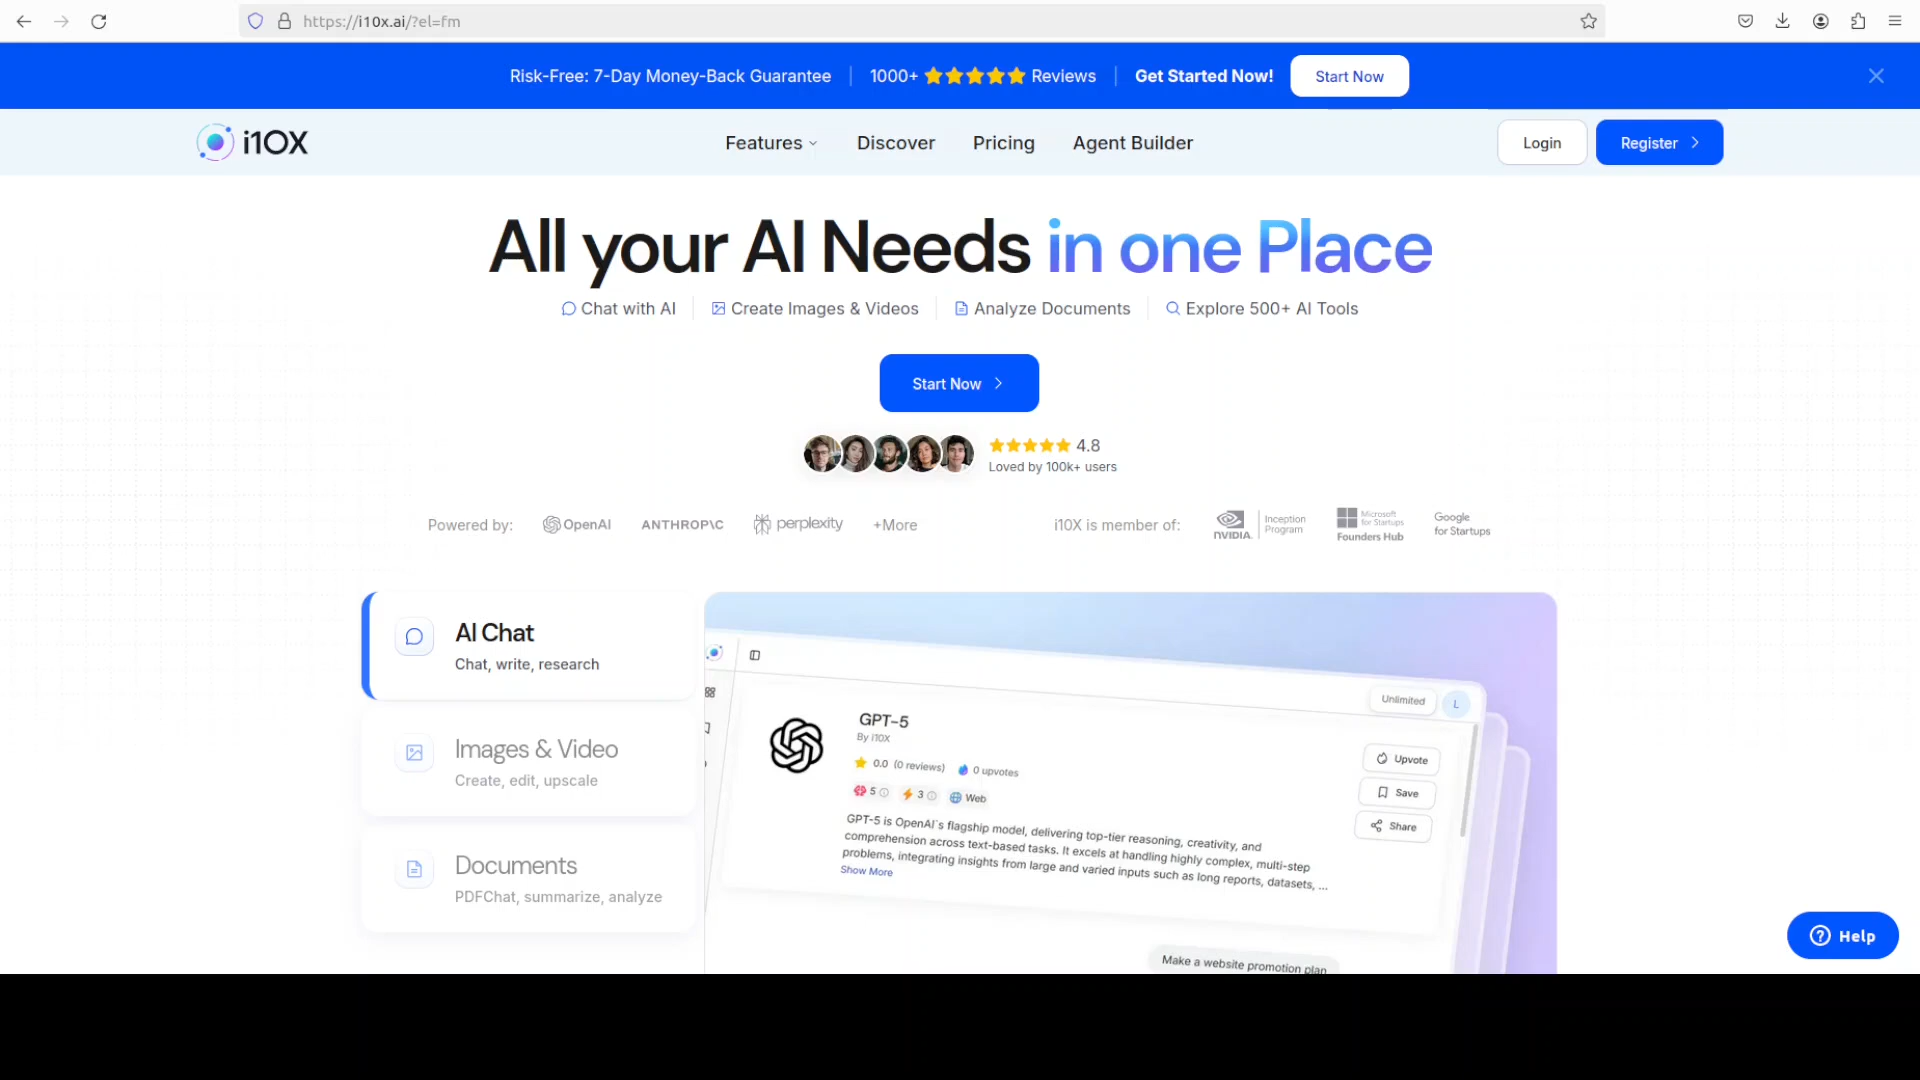 https://i10x.ai/?el=fm
Risk-Free: 7-Day Money-Back Guarantee
1000+ Reviews
Get Started Now!
Start Now
i10X
Features
Discover
Pricing
Agent Builder
Login
Register
All your AI Needs in one Place
Chat with AI
Create Images & Videos
Analyze Documents
Explore 500+ AI Tools
Start Now
4.8
Loved by 100k+ users
Powered by:
OpenAI
ANTHROP\C
perplexity
+More
i10X is member of:
NVIDIA.
Inception
Program
Microsoft
for Startups
Founders Hub
Google
for Startups
AI Chat
Chat, write, research
Images & Video
Create, edit, upscale
Documents
PDFChat, summarize, analyze
Unlimited
L
GPT-5
By i10X
0.0 (0 reviews) 0 upvotes
5 3 Web
GPT-5 is OpenAI`s flagship model, delivering top-tier reasoning, creativity, and
comprehension across text-based tasks. It excels at handling highly complex, multi-step
problems, integrating insights from large and varied inputs such as long reports, datasets, ...
Show More
Upvote
Save
Share
Make a website promotion plan
Help